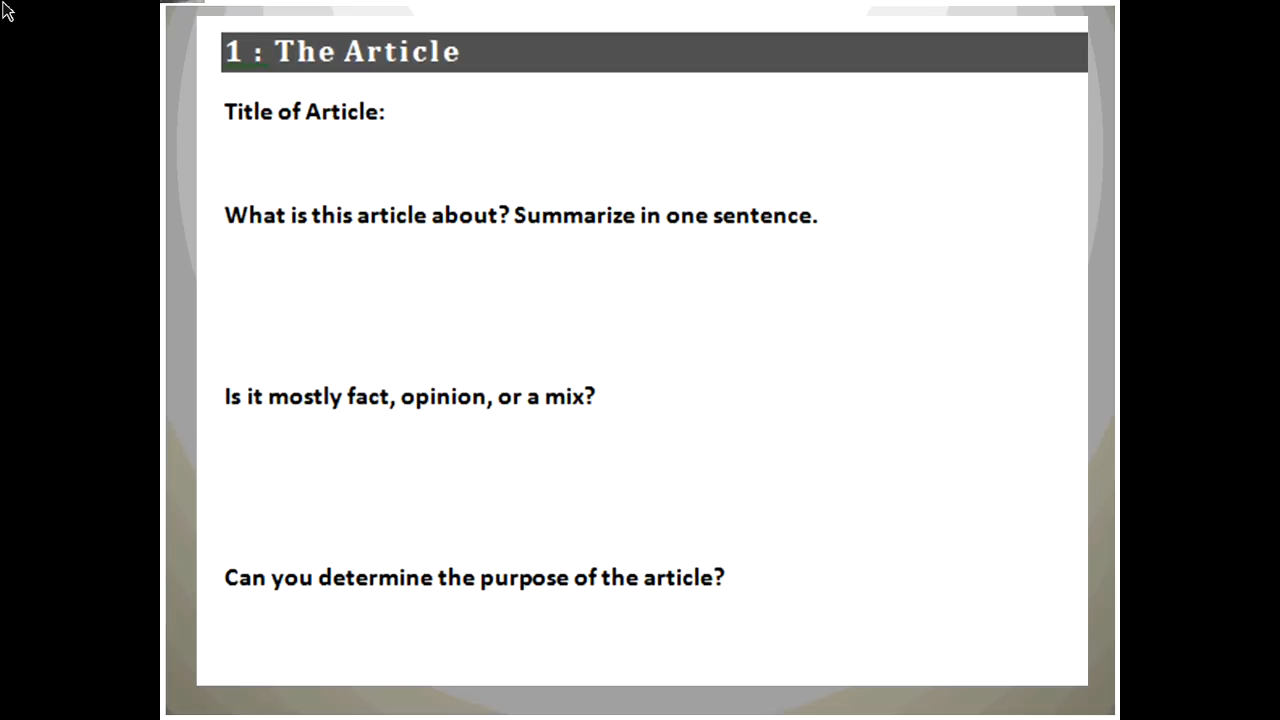 1 : The Article
Title of Article:
What is this article about? Summarize in one sentence.
Is it mostly fact, opinion, or a mix?
Can you determine the purpose of the article?